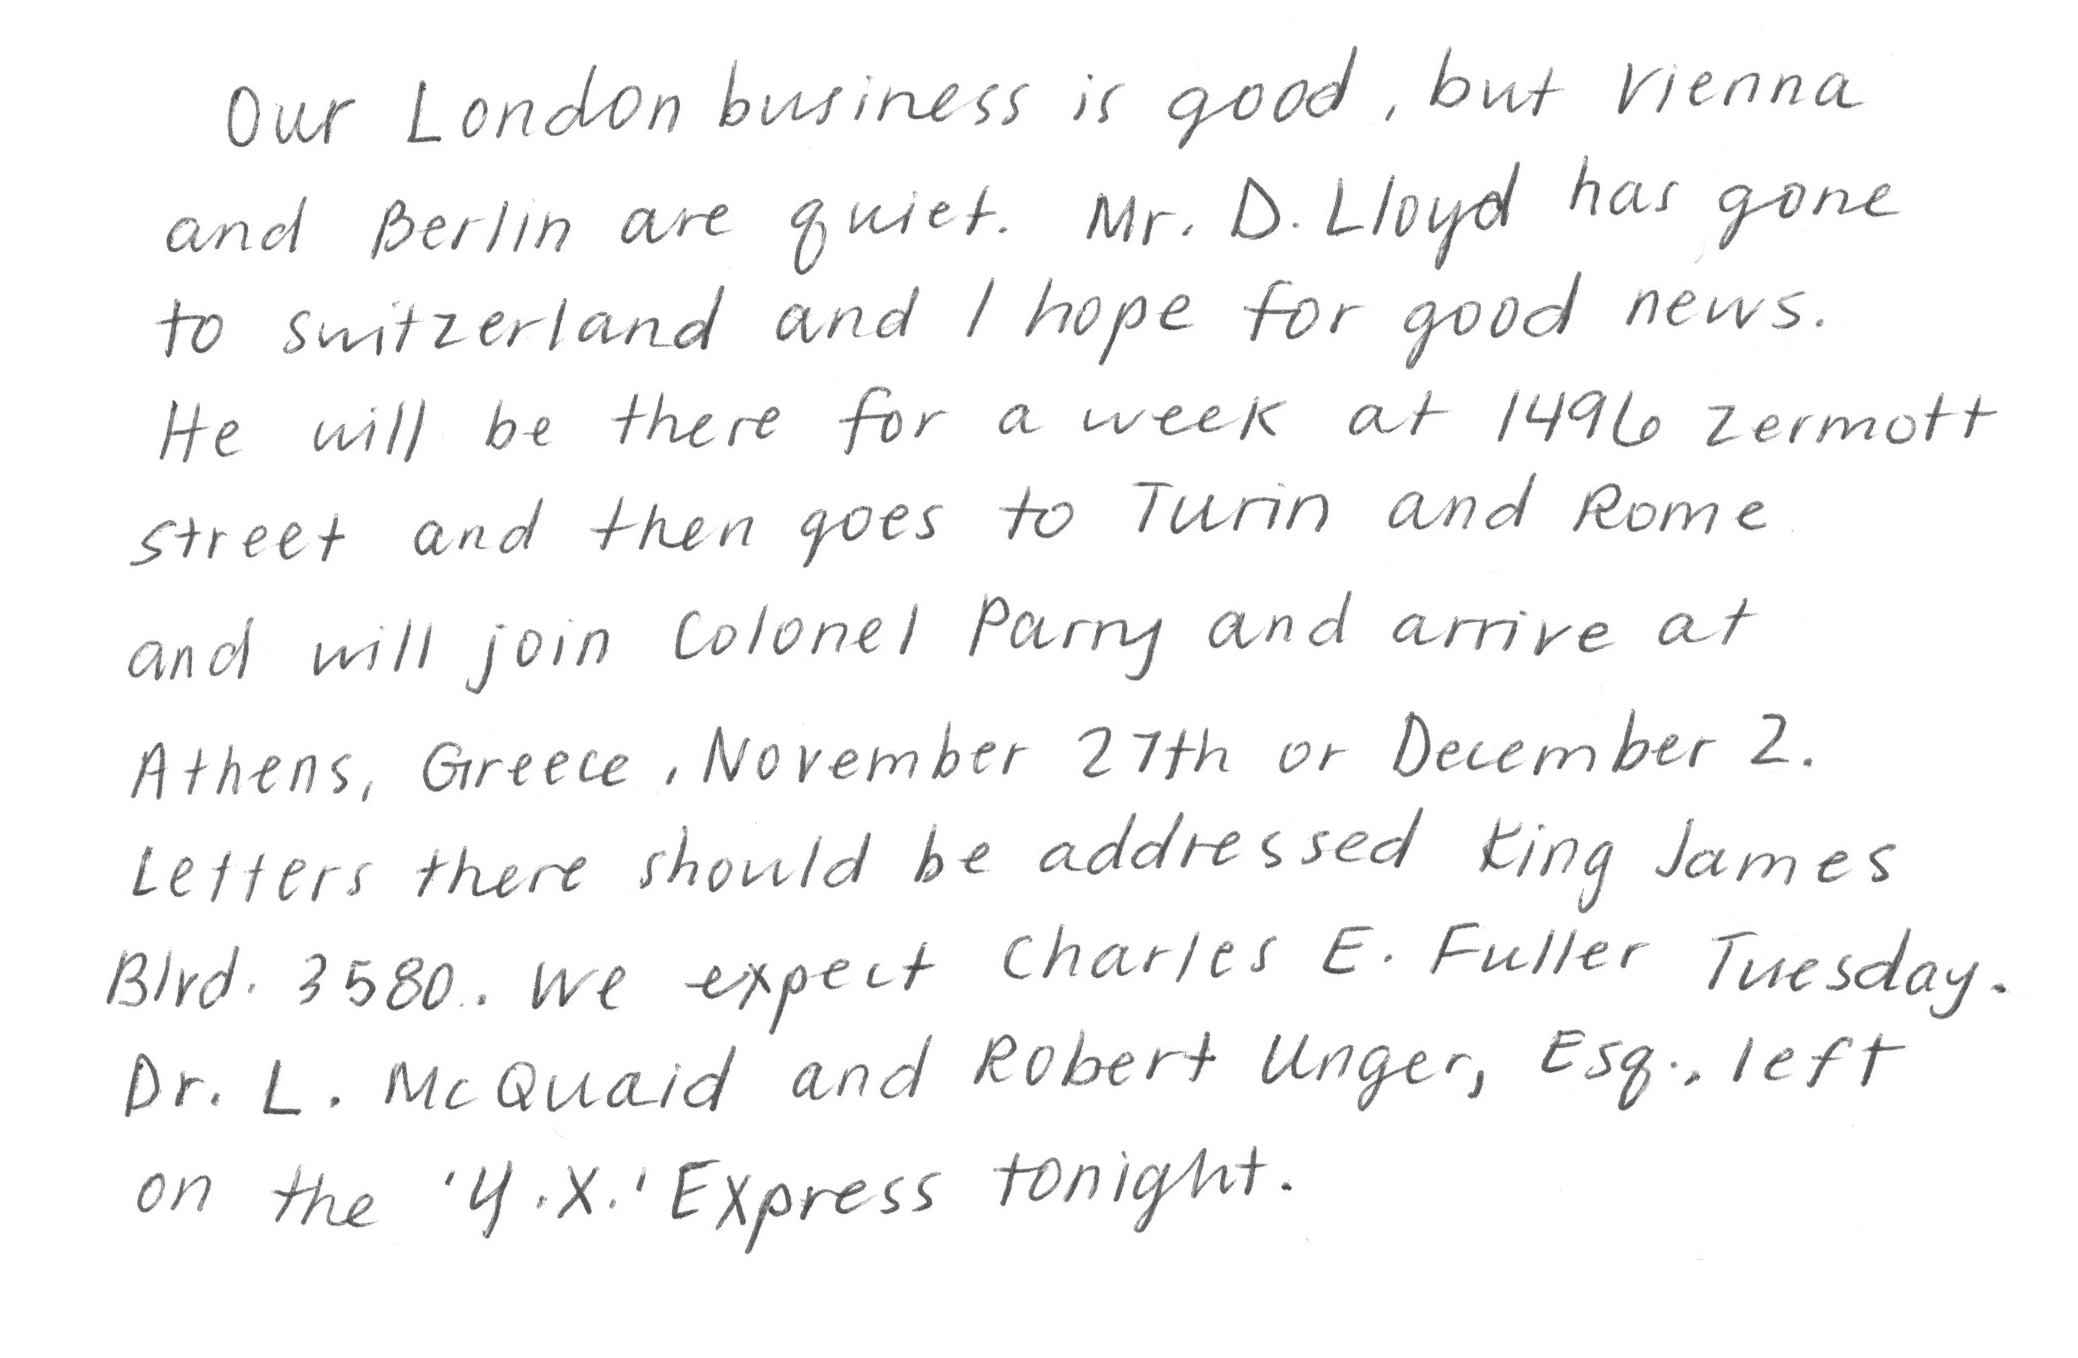 Our London business is good, but Vienna
and Berlin are quiet. Mr. D. Lloyd has gone
to Switzerland and I hope for good news.
He will be there for a week at 1496 Zermott
street and then goes to Turin and Rome
and will join Colonel Parry and arrive at
Athens, Greece, November 27th or December 2.
Letters there should be addressed King James
Blvd. 3580. We expect Charles E. Fuller Tuesday.
Dr. L. McQuaid and Robert Unger, Esq., left
on the 'Y.X.' Express tonight.